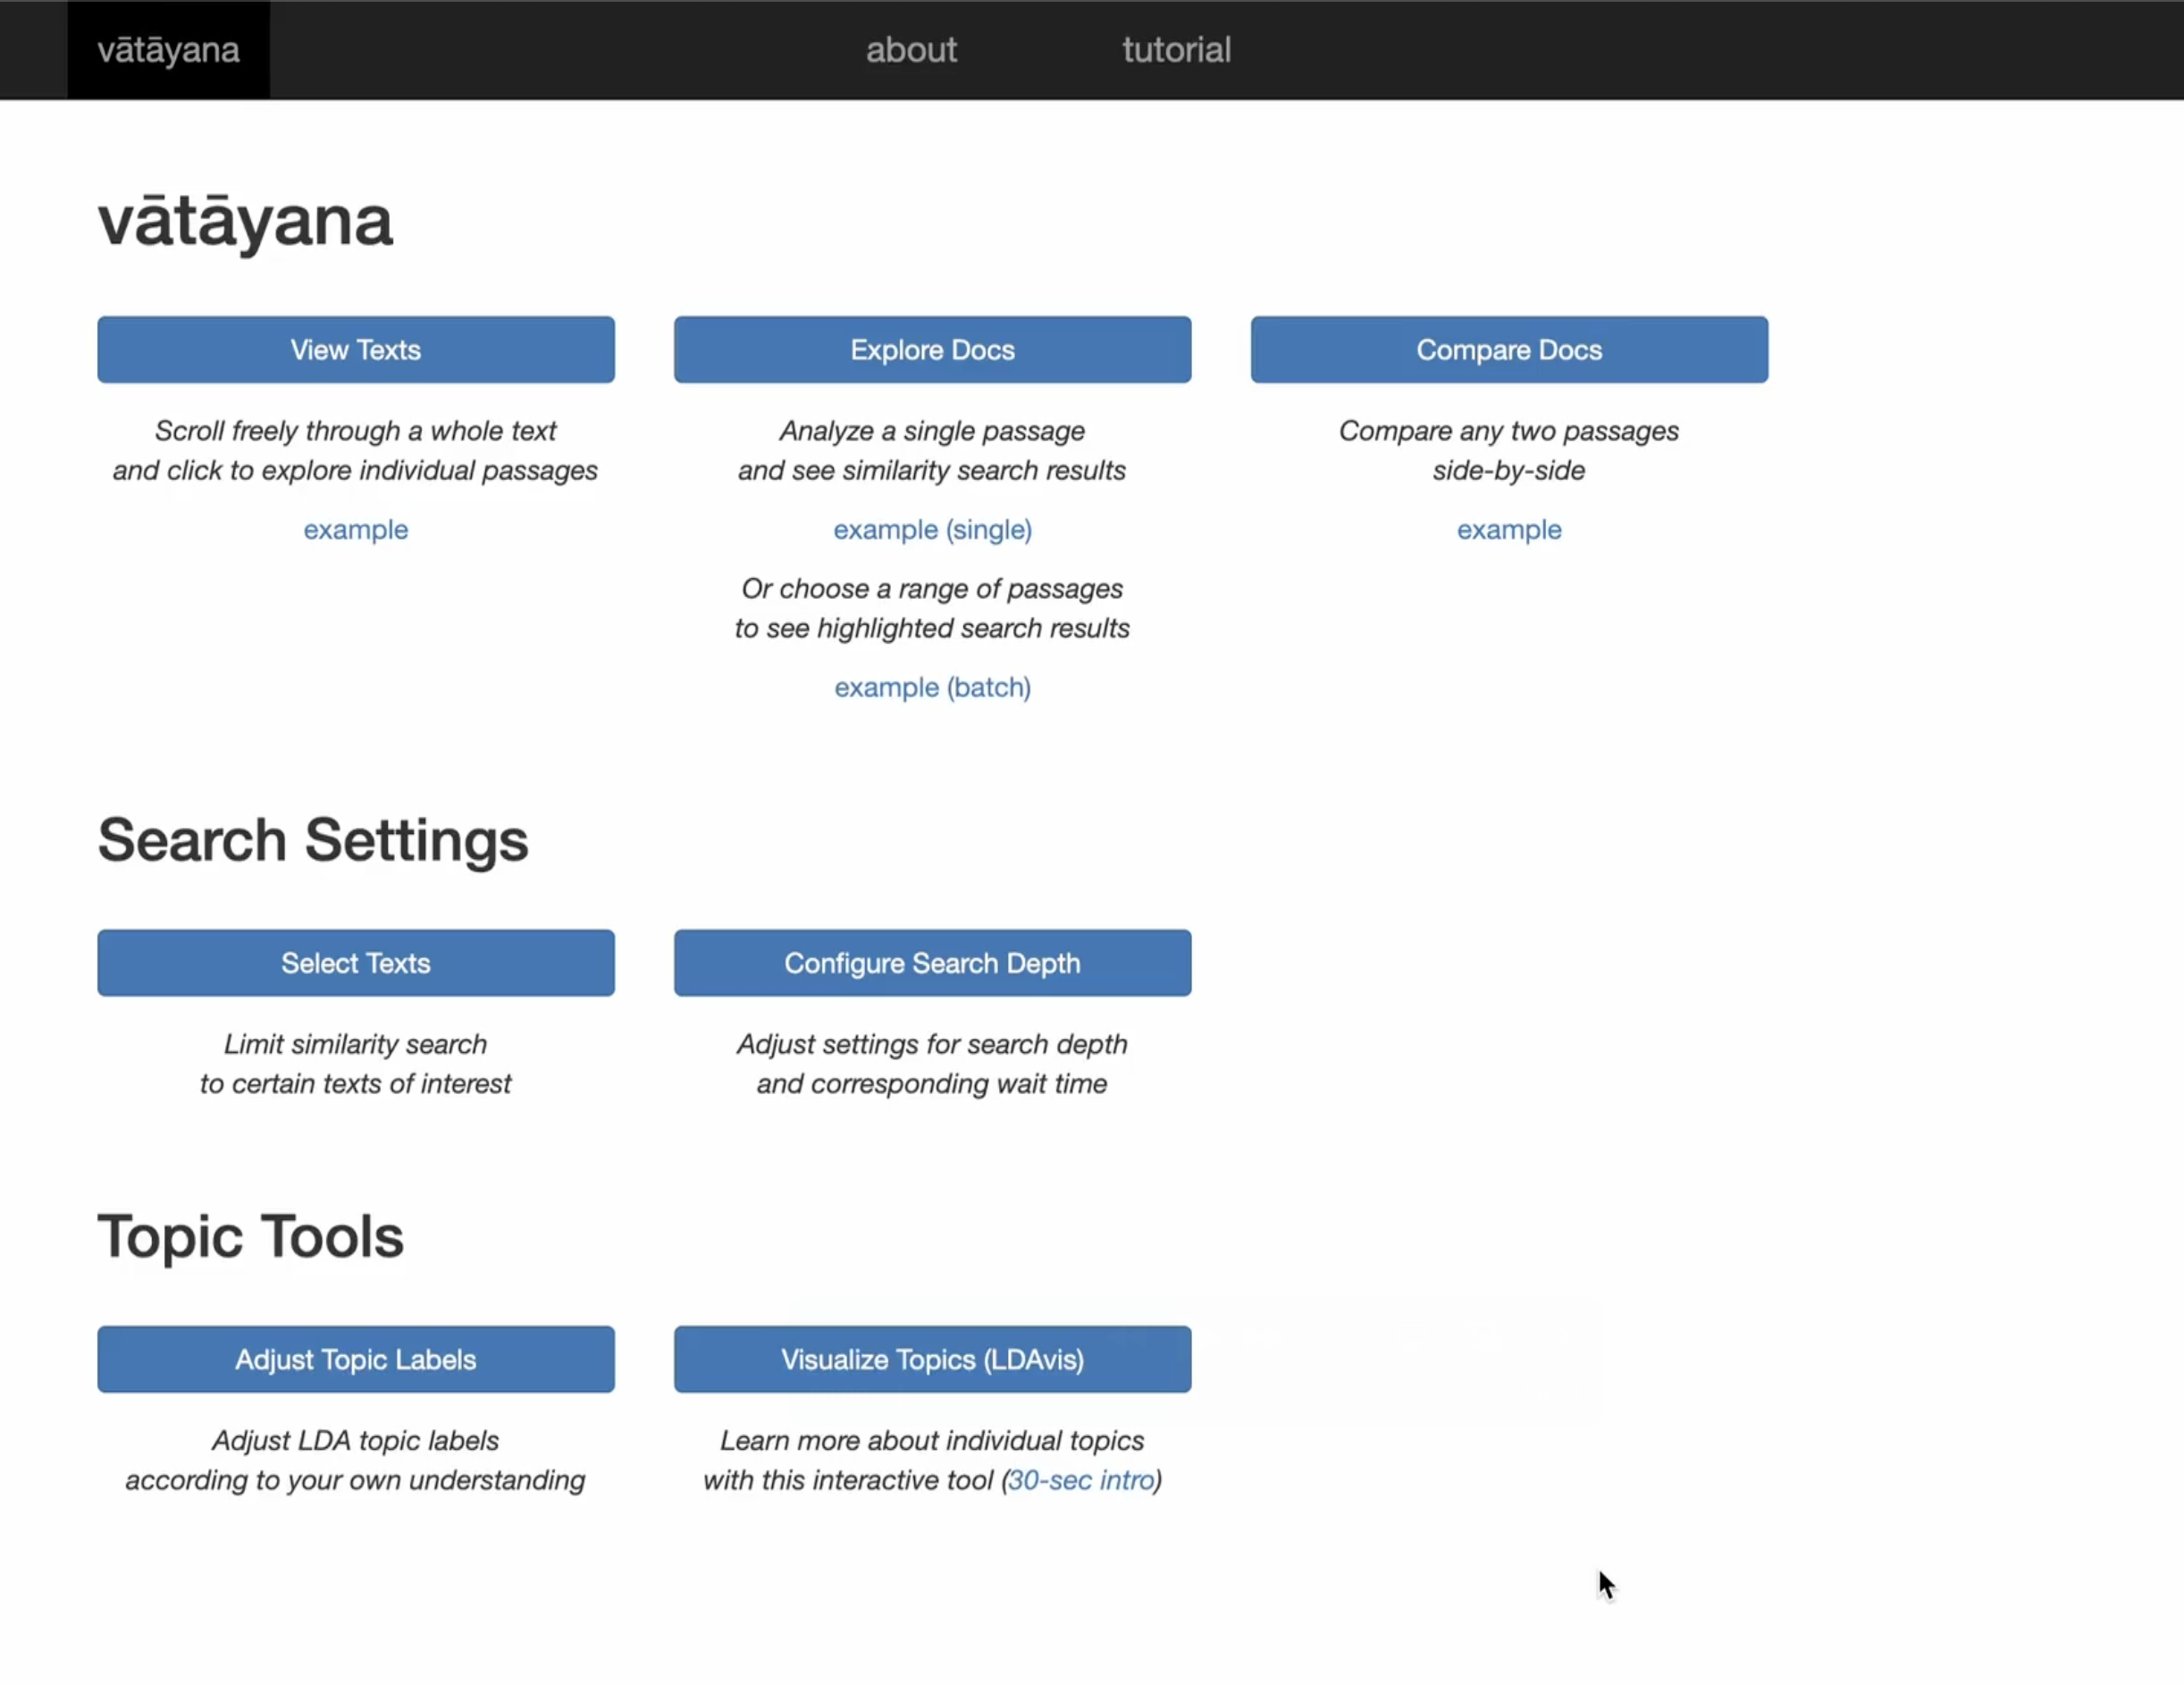 vātāyana
about
tutorial
vātāyana
View Texts
Scroll freely through a whole text
and click to explore individual passages
example
Explore Docs
Analyze a single passage
and see similarity search results
example (single)
Or choose a range of passages
to see highlighted search results
example (batch)
Compare Docs
Compare any two passages
side-by-side
example
Search Settings
Select Texts
Limit similarity search
to certain texts of interest
Configure Search Depth
Adjust settings for search depth
and corresponding wait time
Topic Tools
Adjust Topic Labels
Adjust LDA topic labels
according to your own understanding
Visualize Topics (LDAvis)
Learn more about individual topics
with this interactive tool (30-sec intro)